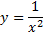 y = 1/x²